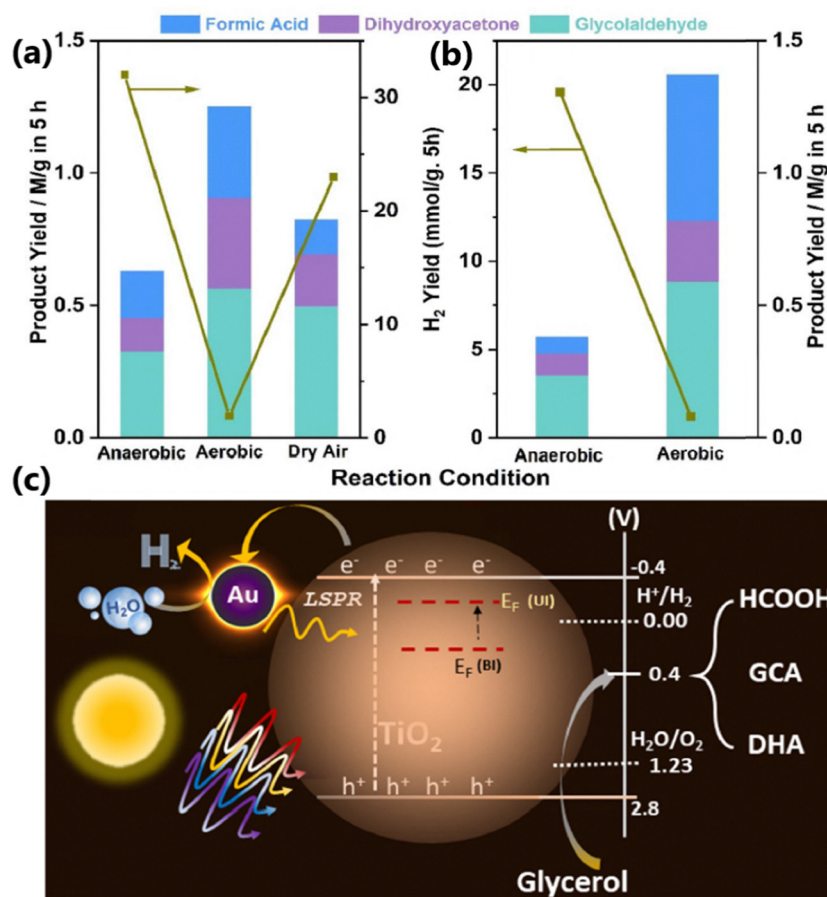 (a)
Formic Acid
Dihydroxyacetone
Glycolaldehyde
(b)
Product Yield / M/g in 5 h
1.5
1.0
0.5
0.0
30
20
10
0
Anaerobic
Aerobic
Dry Air
H₂ Yield (mmol/g. 5h)
20
15
10
5
0
1.5
1.0
0.5
0.0
Product Yield / M/g in 5 h
Anaerobic
Aerobic
Reaction Condition
(c)
(V)
H₂
H₂O
Au
LSPR
e⁻ e⁻ e⁻ e⁻
-0.4
E_F (UI)
H⁺/H₂
0.00
HCOOH
E_F (BI)
0.4
GCA
TiO₂
H₂O/O₂
1.23
DHA
h⁺ h⁺ h⁺ h⁺
2.8
Glycerol